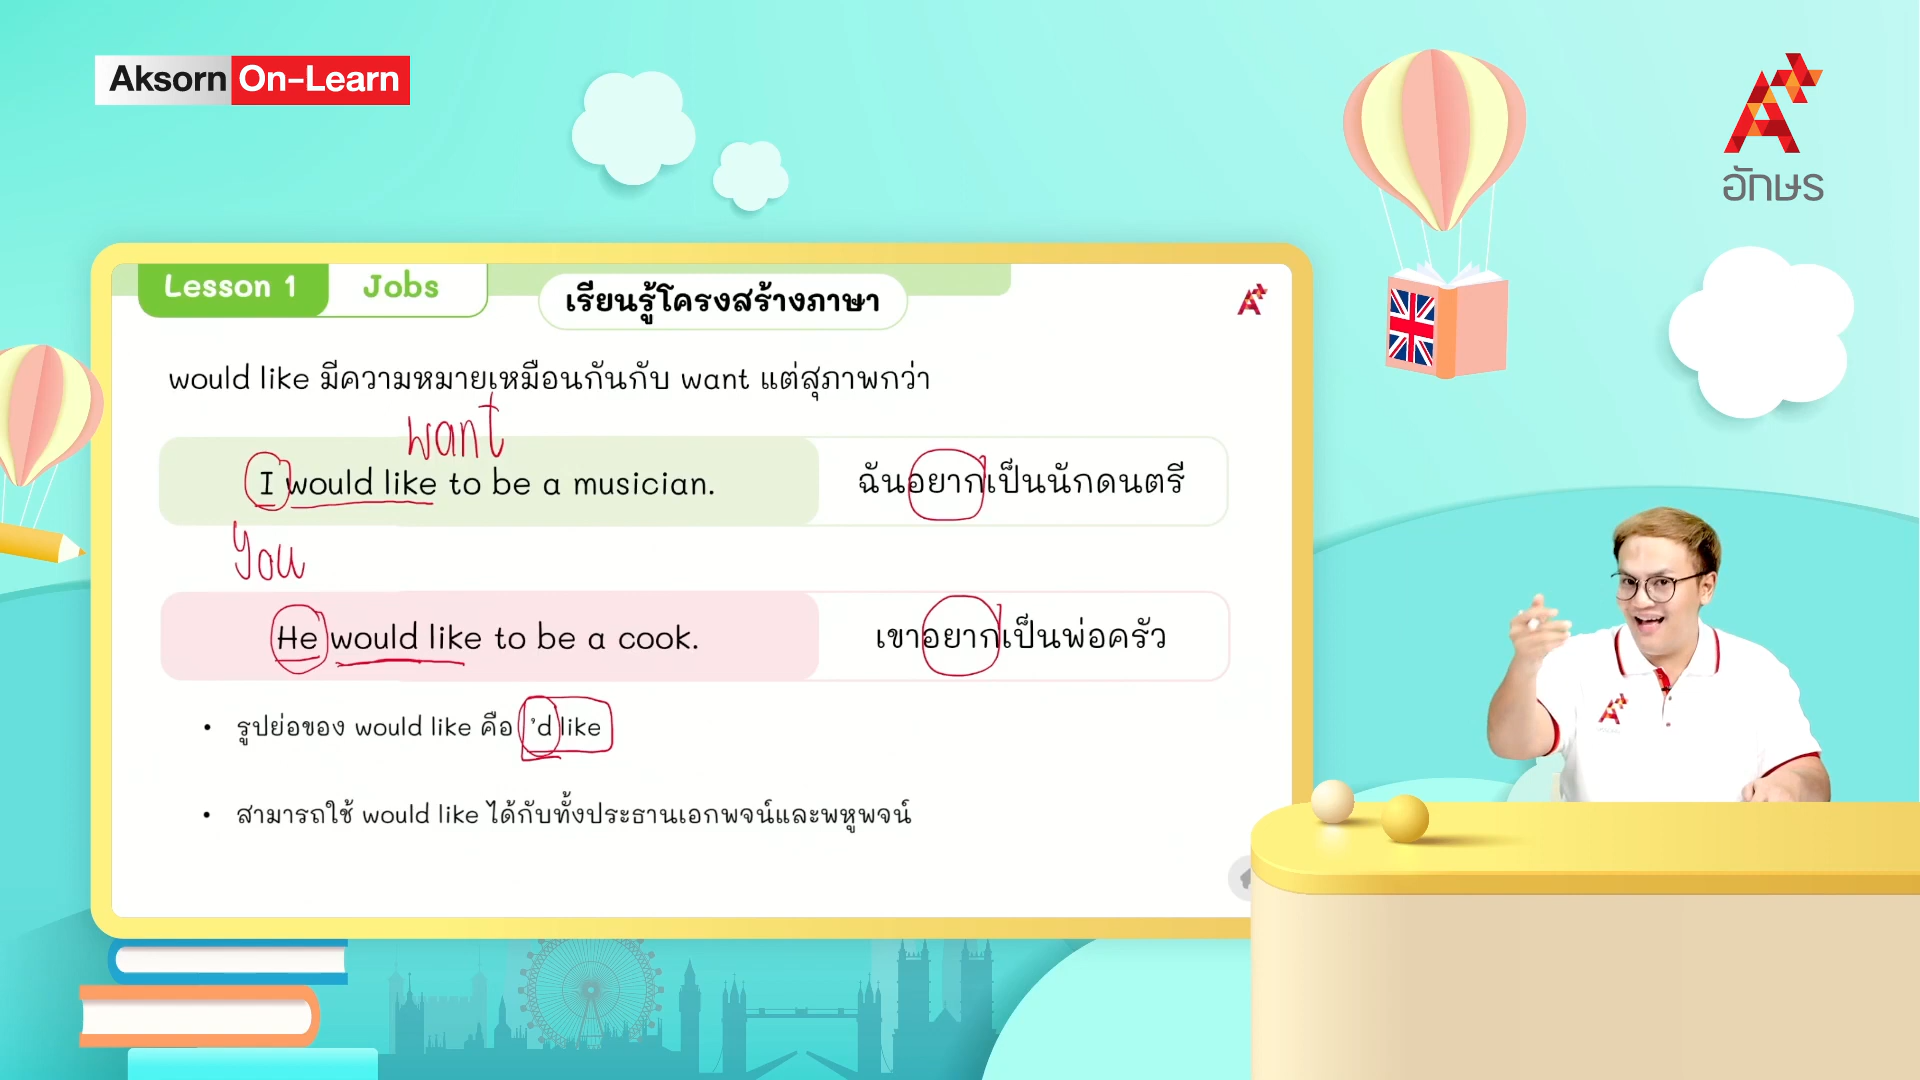 Aksorn On-Learn
อักษร
Lesson 1 Jobs
เรียนรู้โครงสร้างภาษา
would like มีความหมายเหมือนกันกับ want แต่สุภาพกว่า
want
I would like to be a musician. ฉันอยากเป็นนักดนตรี
You
He would like to be a cook. เขาอยากเป็นพ่อครัว
• รูปย่อของ would like คือ 'd like
• สามารถใช้ would like ได้กับทั้งประธานเอกพจน์และพหูพจน์